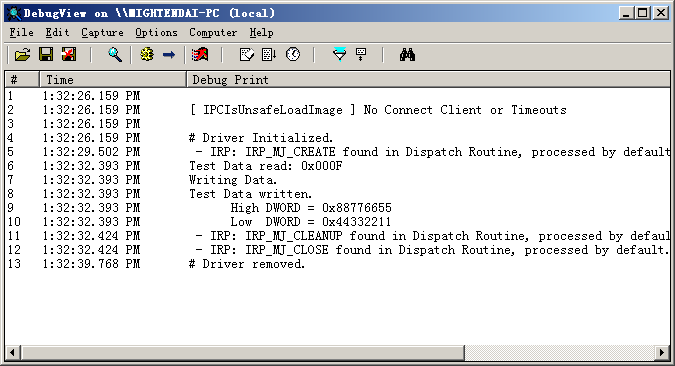 DebugView on \\MIGHTENDAI-PC (local)
File Edit Capture Options Computer Help
# Time Debug Print
1 1:32:26.159 PM
2 1:32:26.159 PM [ IPCIsUnsafeLoadImage ] No Connect Client or Timeouts
3 1:32:26.159 PM
4 1:32:26.159 PM # Driver Initialized.
5 1:32:29.502 PM - IRP: IRP_MJ_CREATE found in Dispatch Routine, processed by default
6 1:32:32.393 PM Test Data read: 0x000F
7 1:32:32.393 PM Writing Data.
8 1:32:32.393 PM Test Data written.
9 1:32:32.393 PM High DWORD = 0x88776655
10 1:32:32.393 PM Low DWORD = 0x44332211
11 1:32:32.424 PM - IRP: IRP_MJ_CLEANUP found in Dispatch Routine, processed by defaul
12 1:32:32.424 PM - IRP: IRP_MJ_CLOSE found in Dispatch Routine, processed by default.
13 1:32:39.768 PM # Driver removed.